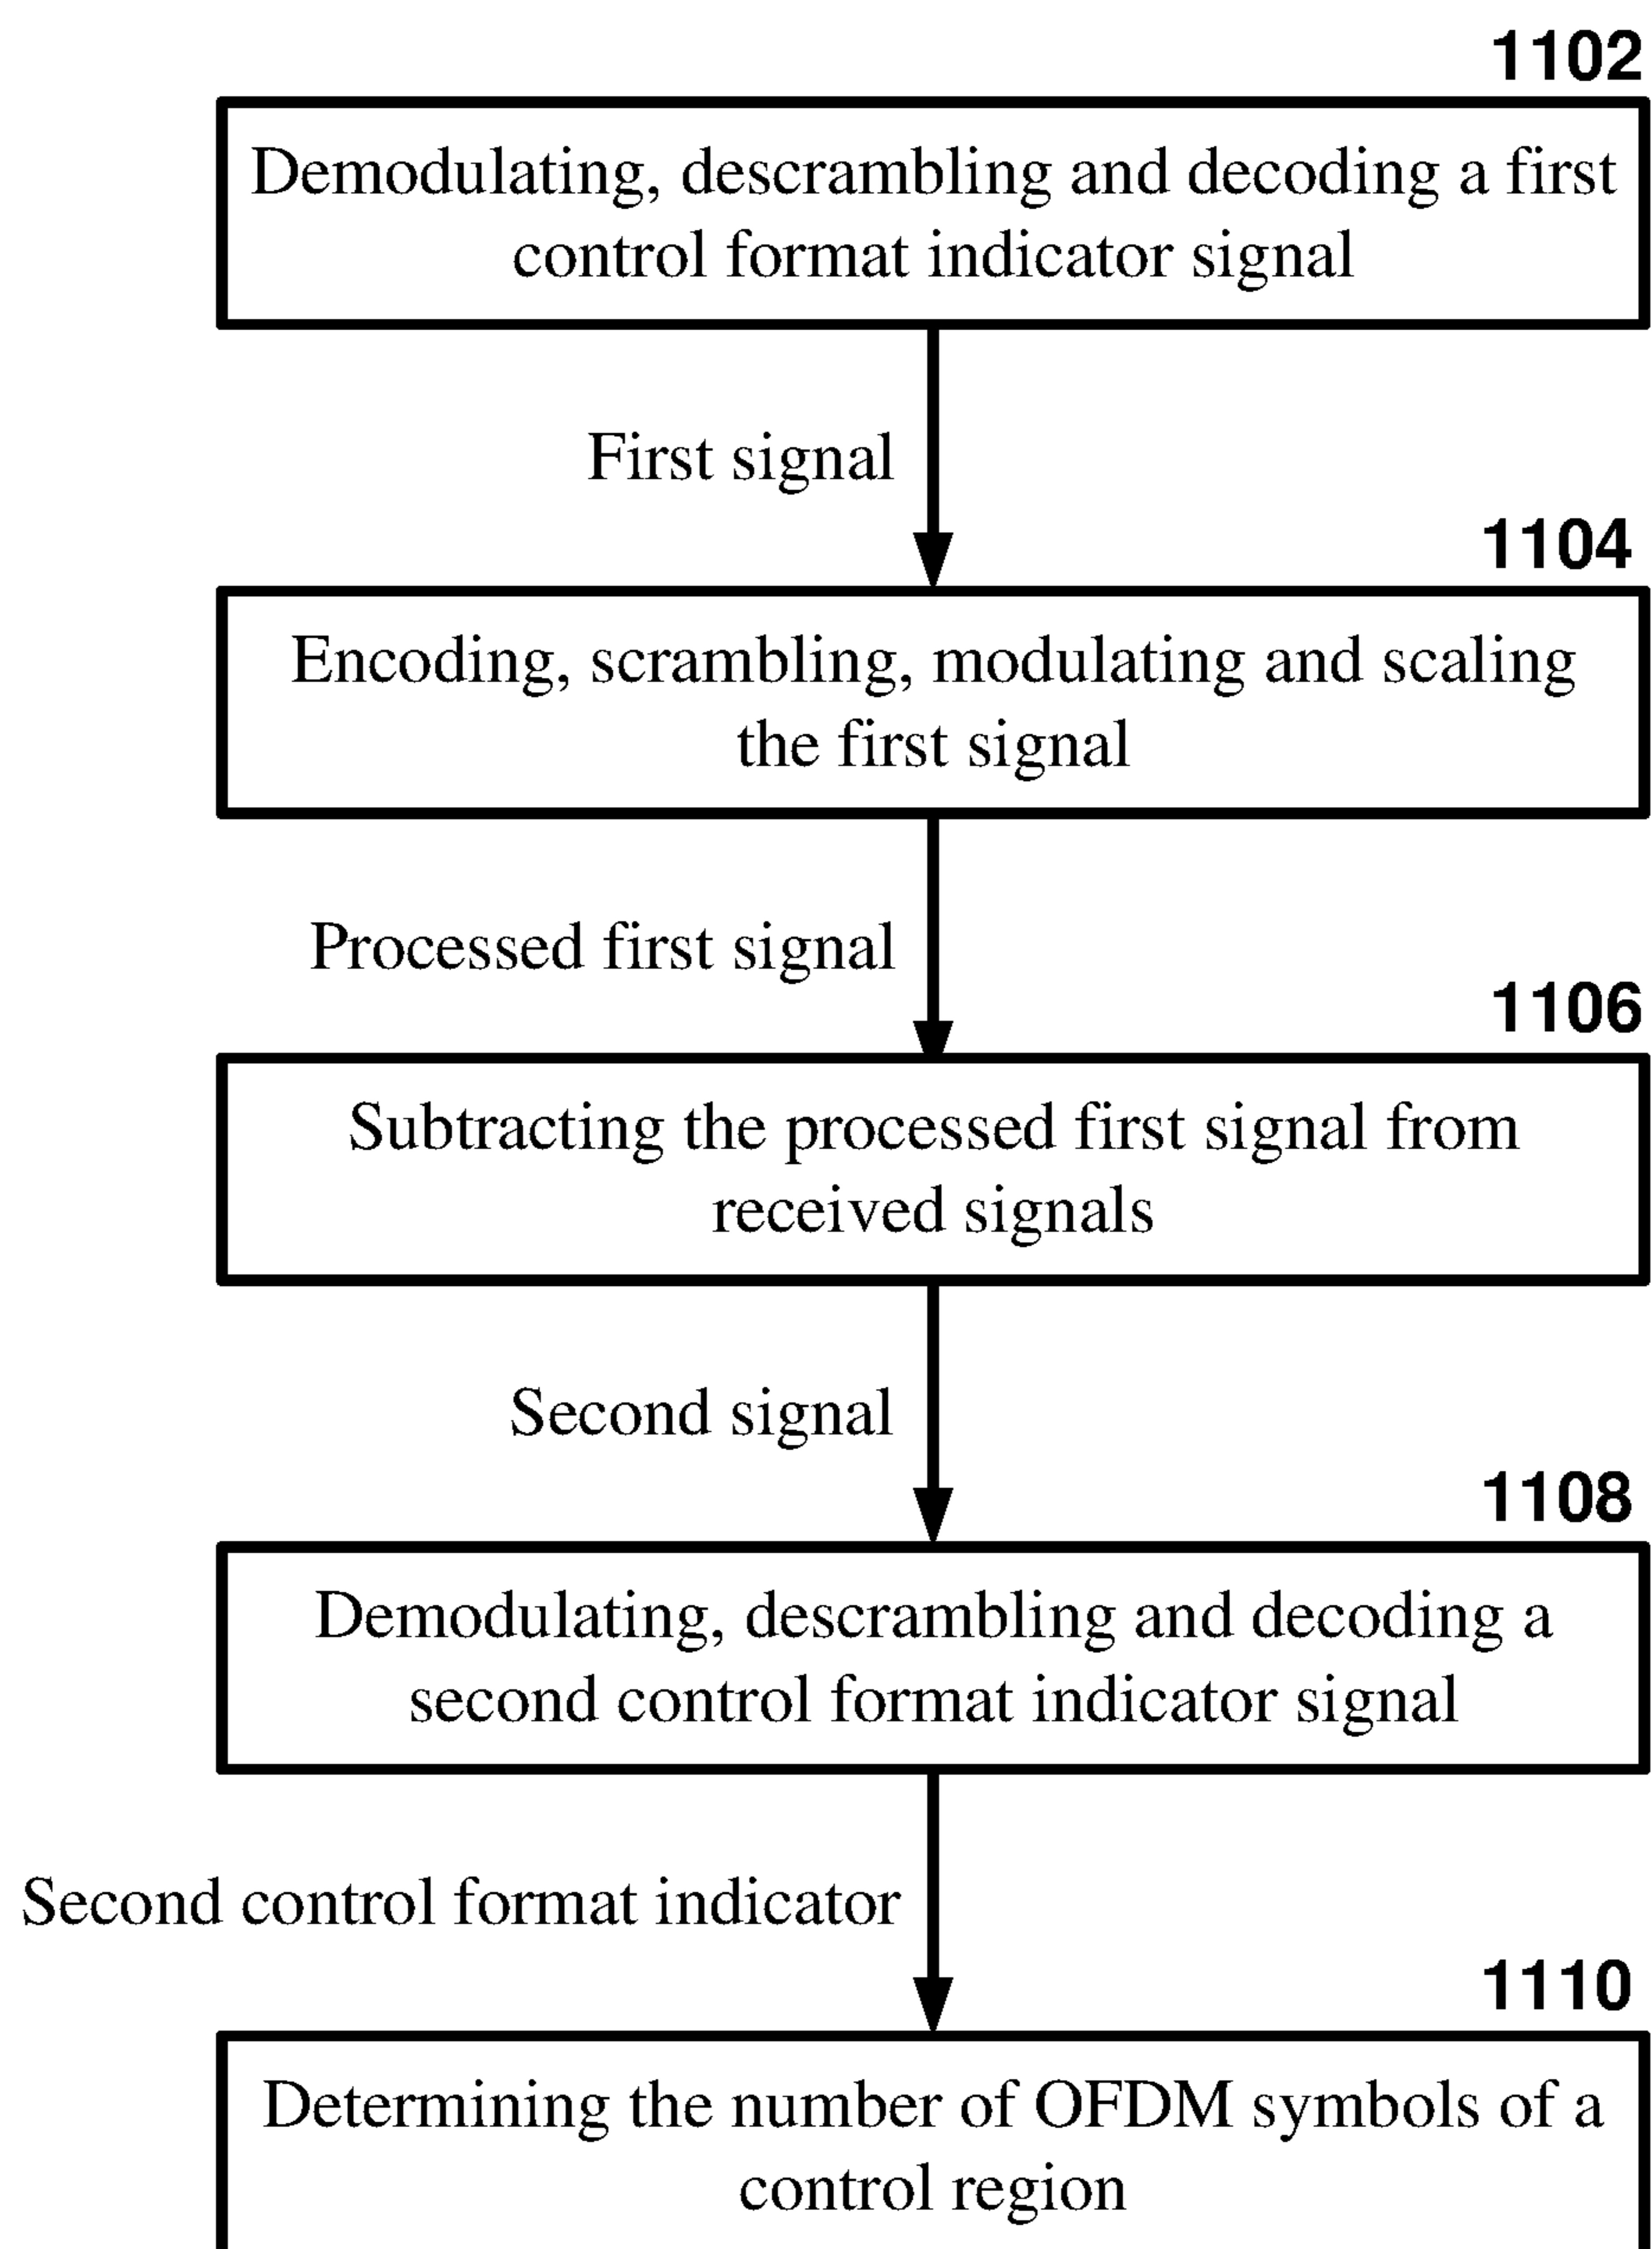 1102
Demodulating, descrambling and decoding a first
control format indicator signal
First signal
1104
Encoding, scrambling, modulating and scaling
the first signal
Processed first signal
1106
Subtracting the processed first signal from
received signals
Second signal
1108
Demodulating, descrambling and decoding a
second control format indicator signal
Second control format indicator
1110
Determining the number of OFDM symbols of a
control region